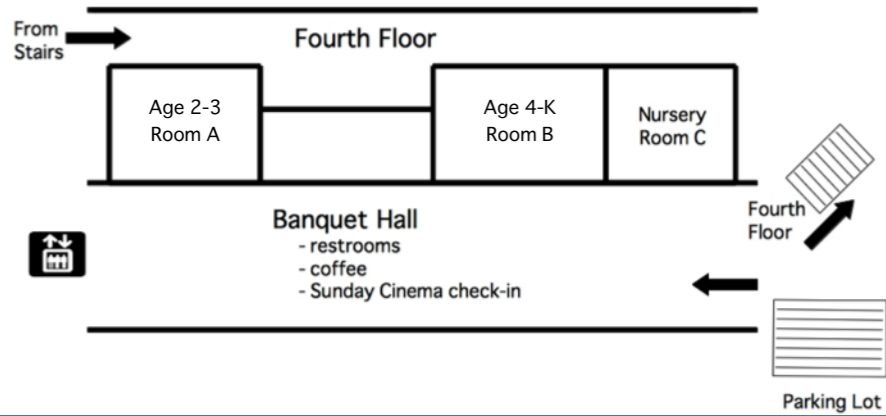 From
Stairs
Fourth Floor
Age 2-3
Room A
Age 4-K
Room B
Nursery
Room C
Banquet Hall
- restrooms
- coffee
- Sunday Cinema check-in
Fourth
Floor
Parking Lot